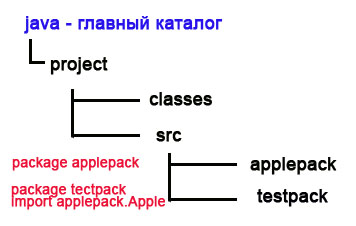 java - главный каталог
project
classes
src
package applepack
applepack
package tectpack
import applepack.Apple
testpack